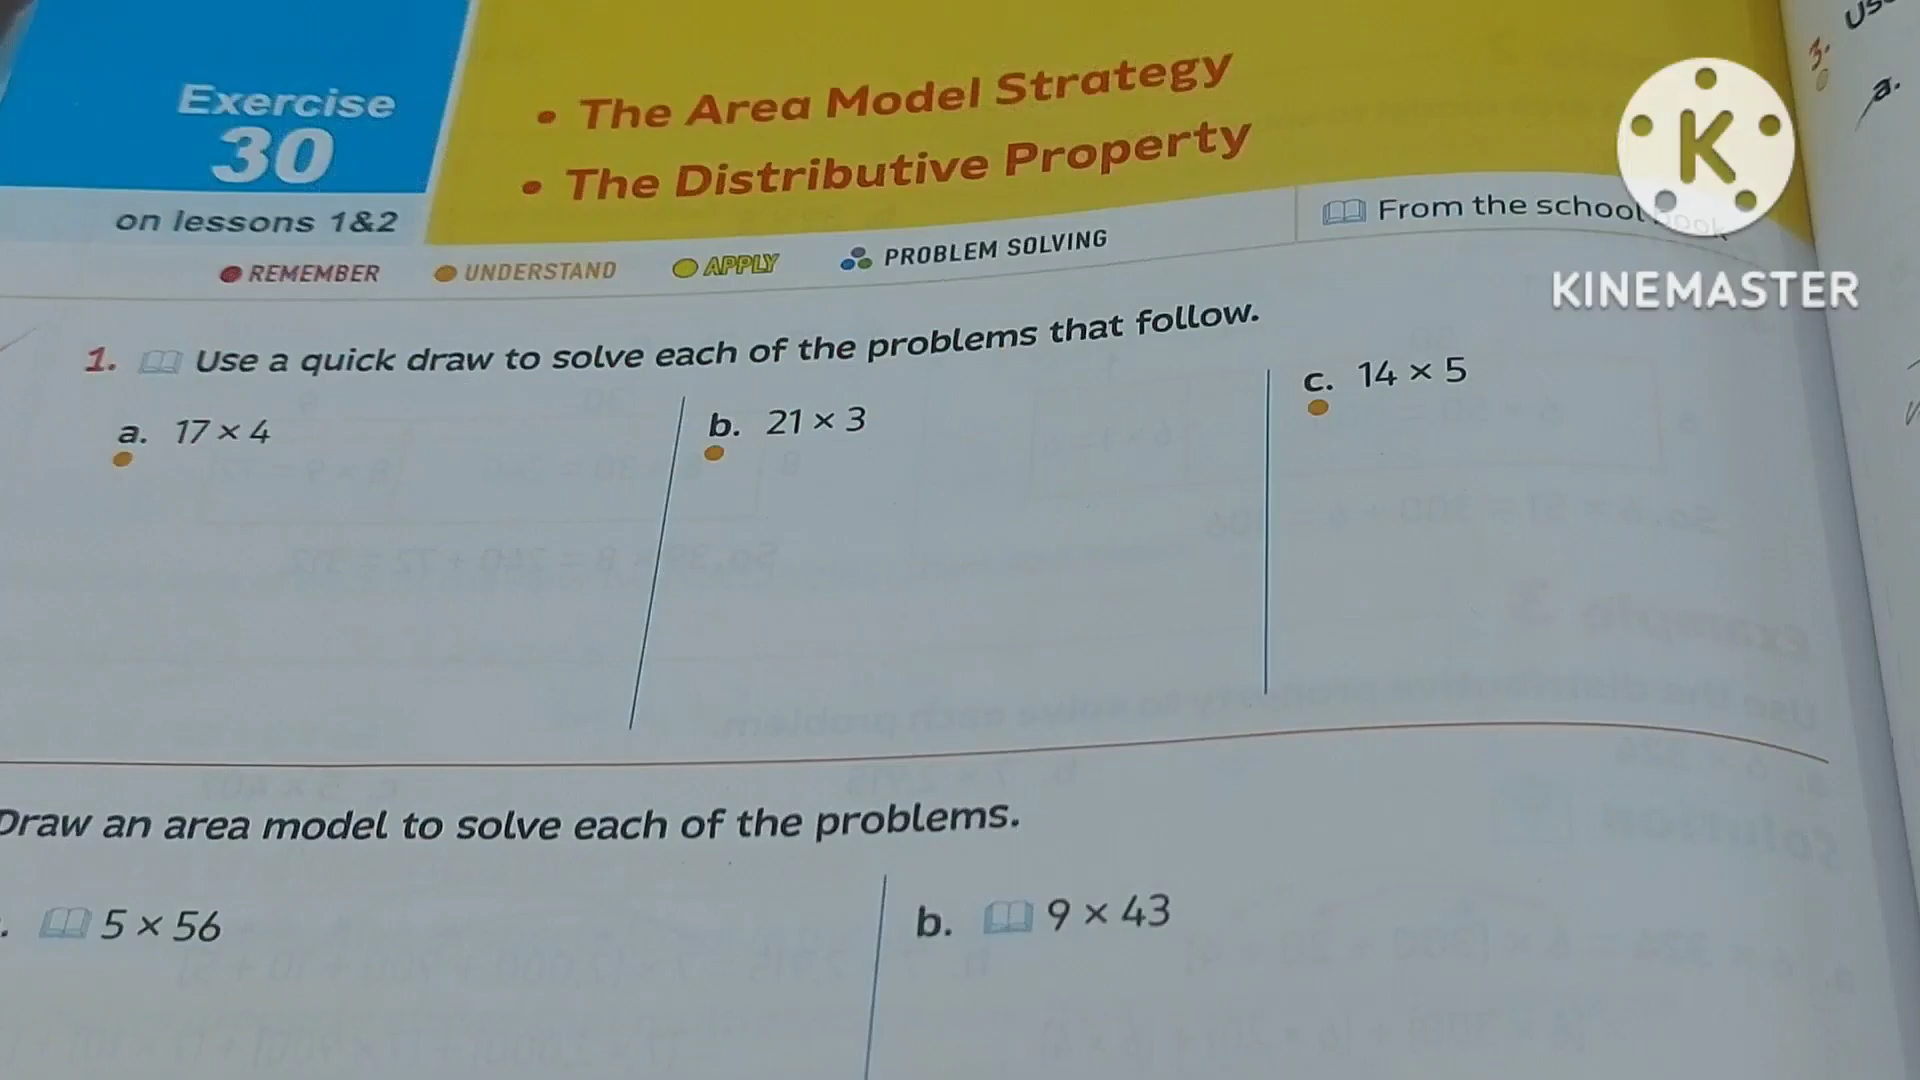 Exercise
30
on lessons 1&2
• The Area Model Strategy
• The Distributive Property
From the school book
REMEMBER UNDERSTAND APPLY PROBLEM SOLVING
K
KINEMASTER
1. Use a quick draw to solve each of the problems that follow.
a. 17 × 4
b. 21 × 3
c. 14 × 5
Draw an area model to solve each of the problems.
5 × 56
b. 9 × 43
3.
a.